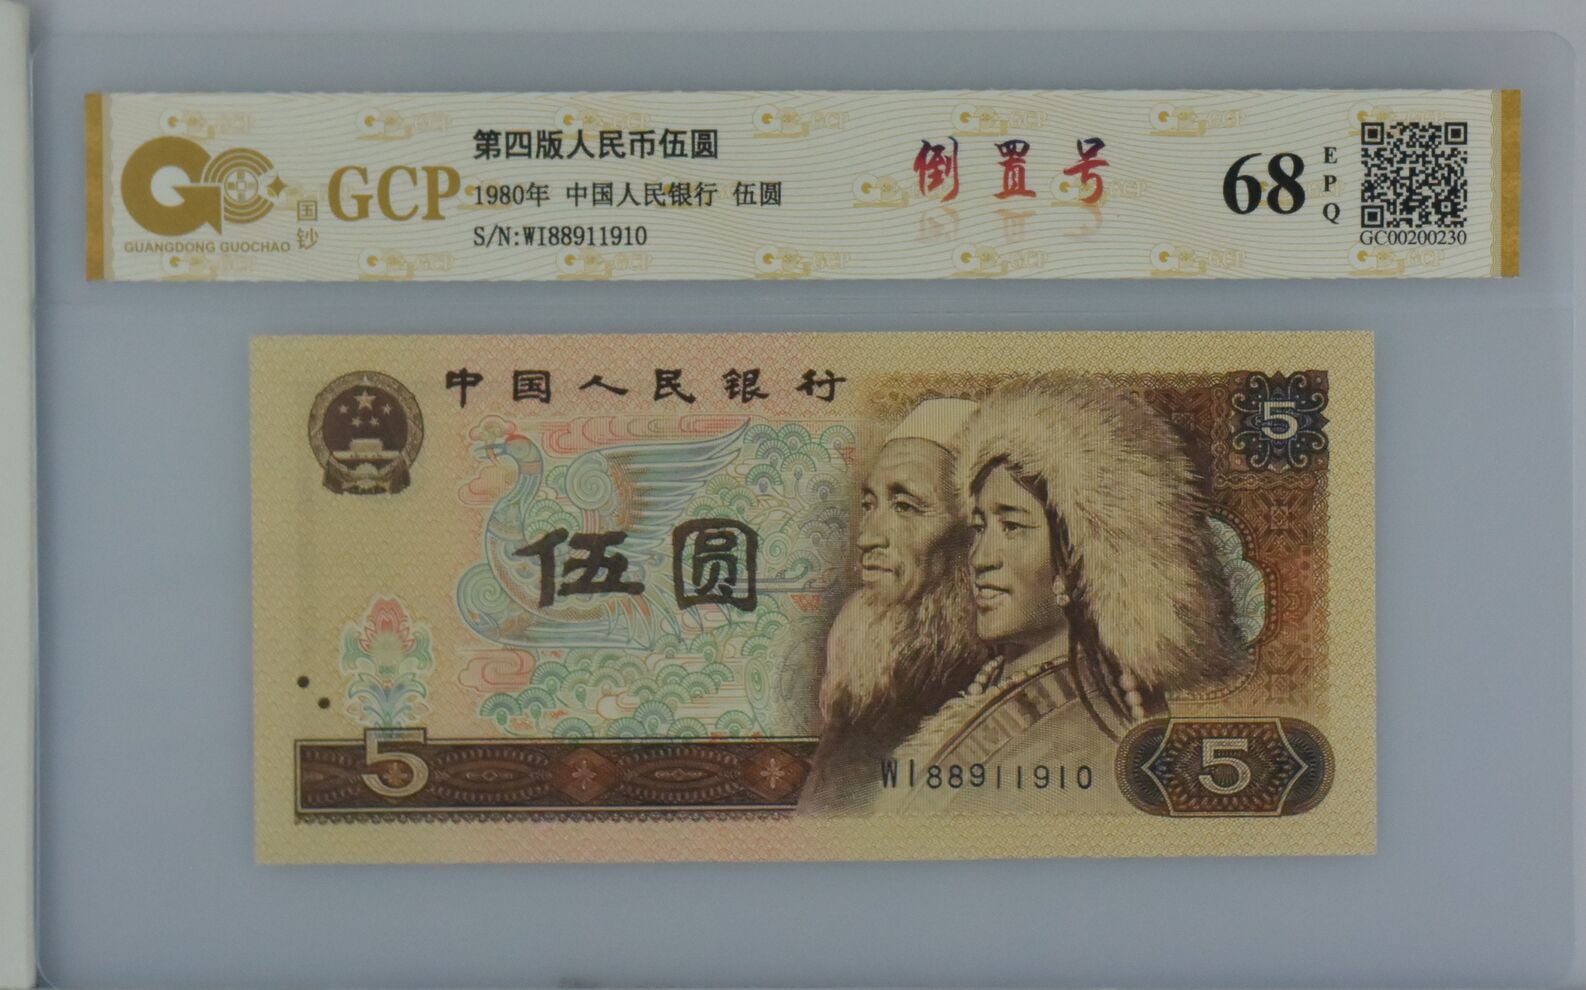 第四版人民币伍圆
倒置号
68
E
P
Q
GCP
国
钞
1980年 中国人民银行 伍圆
S/N:WI88911910
GUANGDONG GUOCHAO
GC00200230
中国人民银行
5
伍圆
5
5
WI88911910